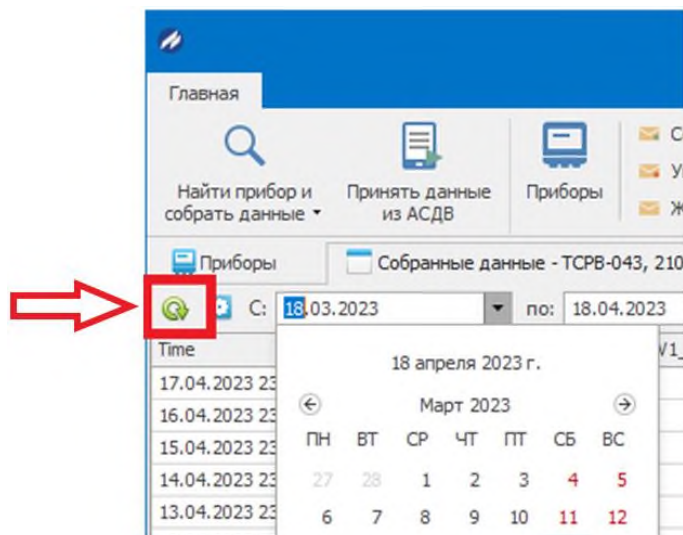 Главная
Найти прибор и
собрать данные
Принять данные
из АСДВ
Приборы
С
У
Ж
Приборы
Собранные данные - ТСРВ-043, 210
С: 18.03.2023 по: 18.04.2023
Time
17.04.2023 23
16.04.2023 23
15.04.2023 23
14.04.2023 23
13.04.2023 23
18 апреля 2023 г.
Март 2023
ПН ВТ СР ЧТ ПТ СБ ВС
27 28 1 2 3 4 5
6 7 8 9 10 11 12